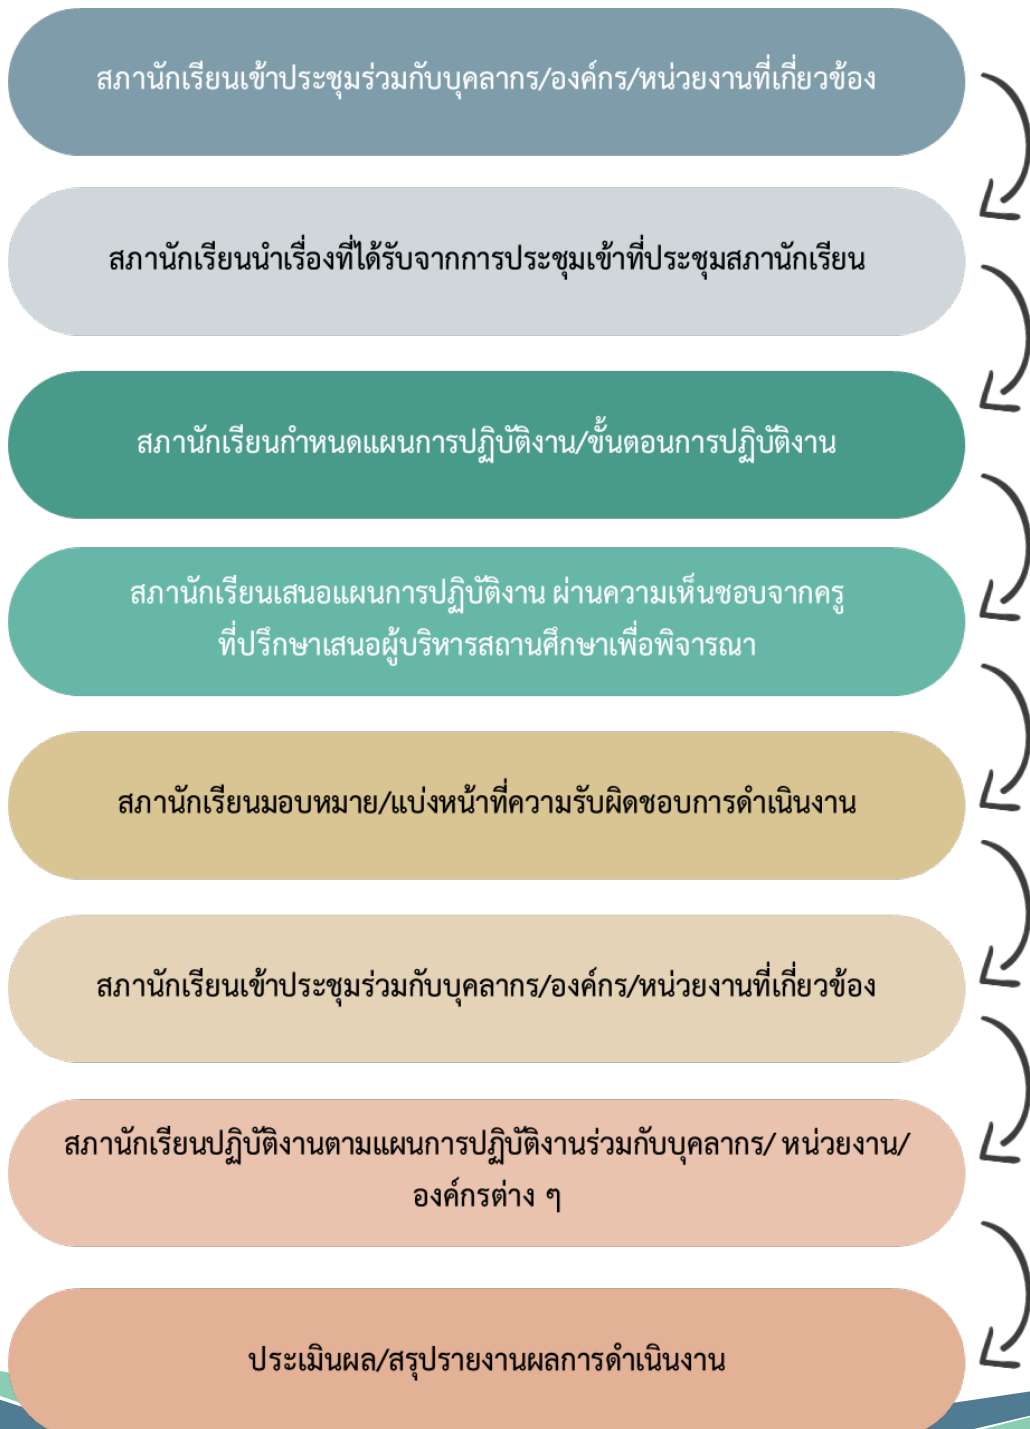 สภานักเรียนเข้าประชุมร่วมกับบุคลากร/องค์กร/หน่วยงานที่เกี่ยวข้อง
สภานักเรียนนำเรื่องที่ได้รับจากการประชุมเข้าที่ประชุมสภานักเรียน
สภานักเรียนกำหนดแผนการปฏิบัติงาน/ขั้นตอนการปฏิบัติงาน
สภานักเรียนเสนอแผนการปฏิบัติงาน ผ่านความเห็นชอบจากครู
ที่ปรึกษาเสนอผู้บริหารสถานศึกษาเพื่อพิจารณา
สภานักเรียนมอบหมาย/แบ่งหน้าที่ความรับผิดชอบการดำเนินงาน
สภานักเรียนเข้าประชุมร่วมกับบุคลากร/องค์กร/หน่วยงานที่เกี่ยวข้อง
สภานักเรียนปฏิบัติงานตามแผนการปฏิบัติงานร่วมกับบุคลากร/ หน่วยงาน/
องค์กรต่าง ๆ
ประเมินผล/สรุปรายงานผลการดำเนินงาน